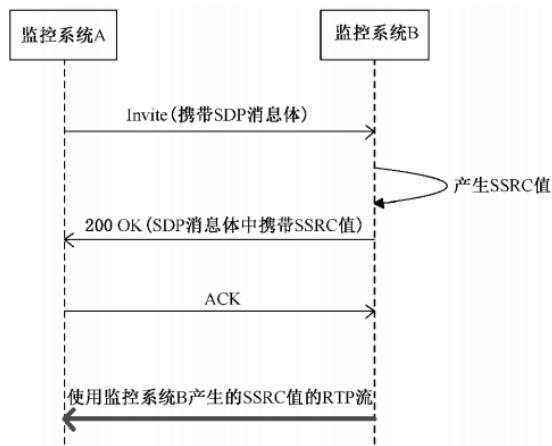 监控系统A
监控系统B
Invite(携带SDP消息体)
产生SSRC值
200 OK(SDP消息体中携带SSRC值)
ACK
使用监控系统B产生的SSRC值的RTP流